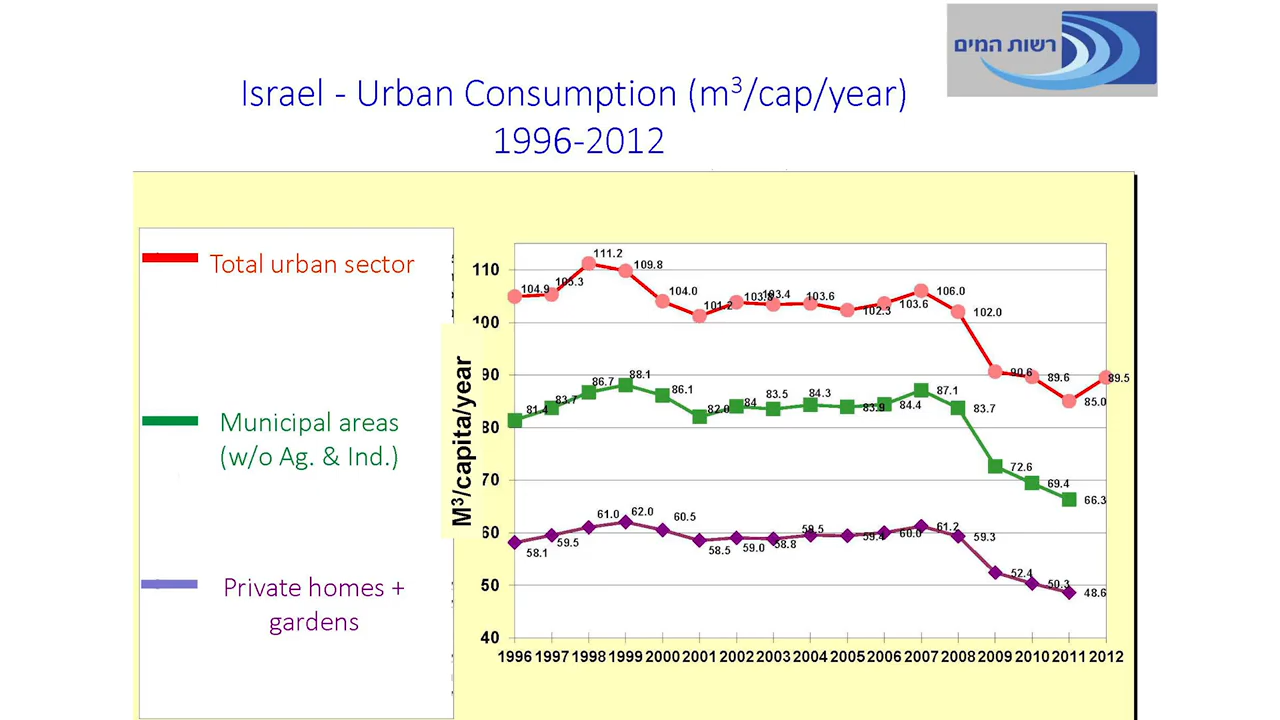 רשות המים
Israel - Urban Consumption (m³/cap/year)
1996-2012
Total urban sector
Municipal areas
(w/o Ag. & Ind.)
Private homes +
gardens
M³/capita/year
110
100
90
80
70
60
50
40
104.9 105.3 111.2 109.8 104.0 101.2 103.8 103.4 103.6 102.3 103.6 106.0 102.0 90.6 89.6 85.0 89.5
81.4 83.7 86.7 88.1 86.1 82.0 84 83.5 84.3 83.9 84.4 87.1 83.7 72.6 69.4 66.3
58.1 59.5 61.0 62.0 60.5 58.5 59.0 58.8 59.5 59.4 60.0 61.2 59.3 52.4 50.3 48.6
1996 1997 1998 1999 2000 2001 2002 2003 2004 2005 2006 2007 2008 2009 2010 2011 2012